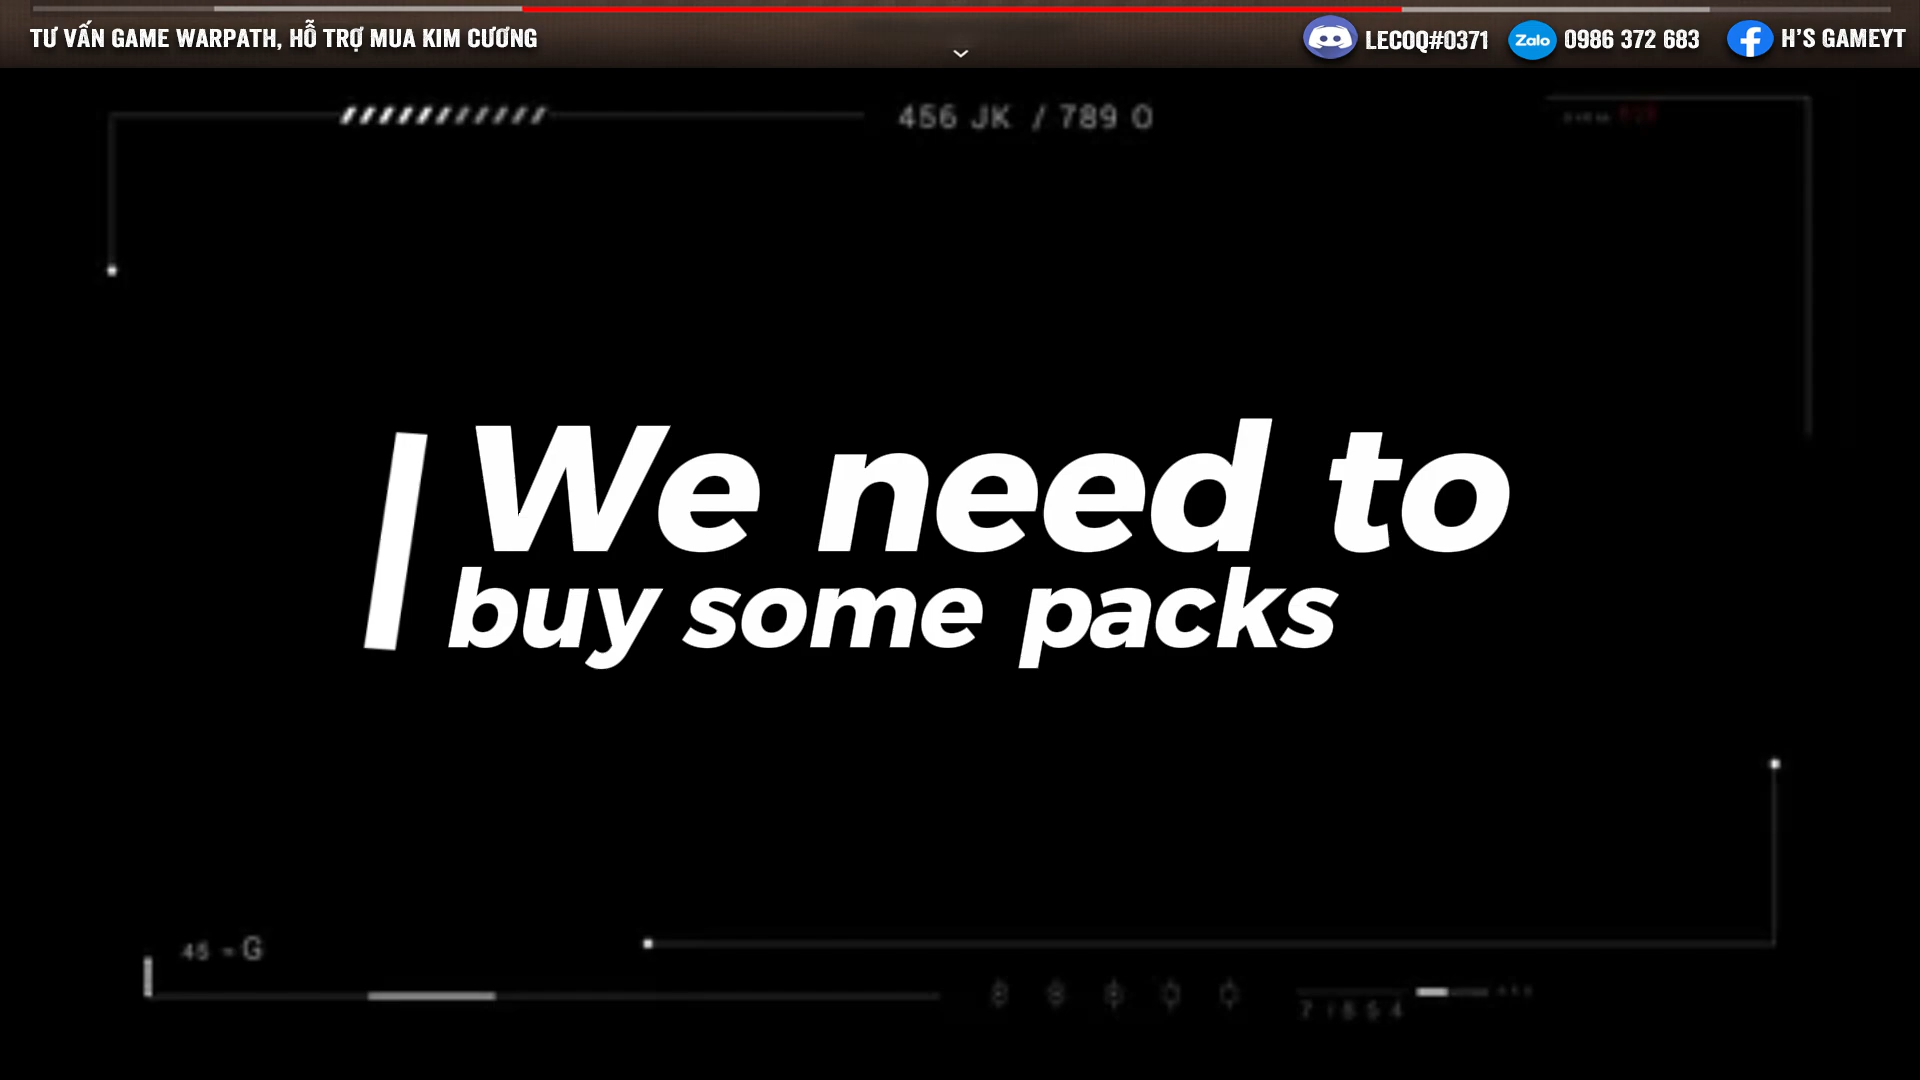 TƯ VẤN GAME WARPATH, HỖ TRỢ MUA KIM CƯƠNG
LECOQ#0371
Zalo 0986 372 683
H'S GAMEYT
456 JK / 789 O
We need to
buy some packs
45 - G